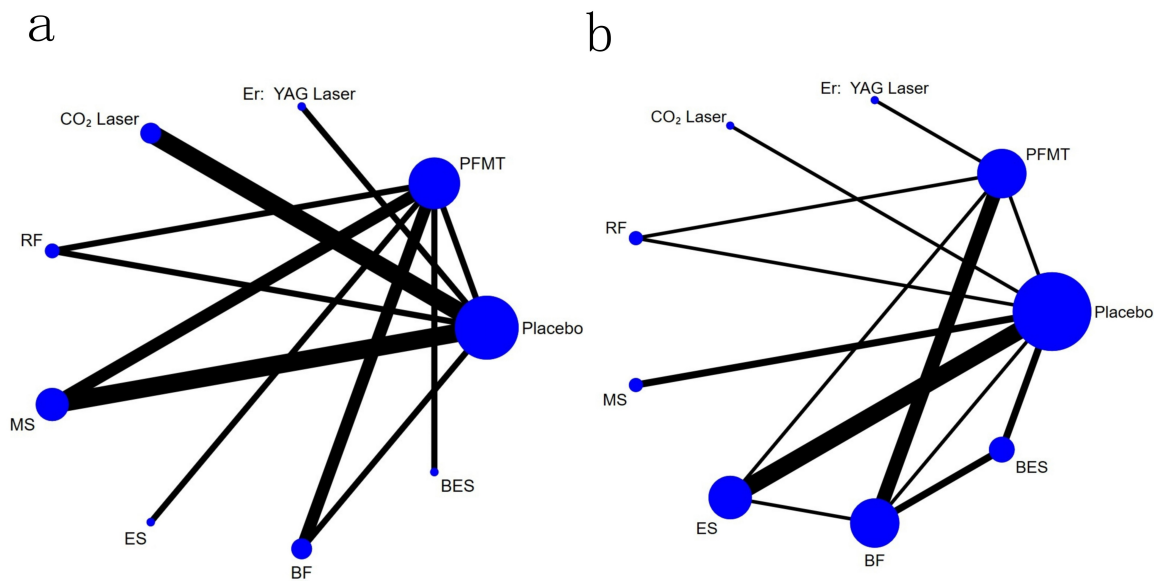 a
Er: YAG Laser
CO₂ Laser
PFMT
RF
Placebo
MS
BES
ES
BF
b
Er: YAG Laser
CO₂ Laser
PFMT
RF
Placebo
MS
BES
ES
BF